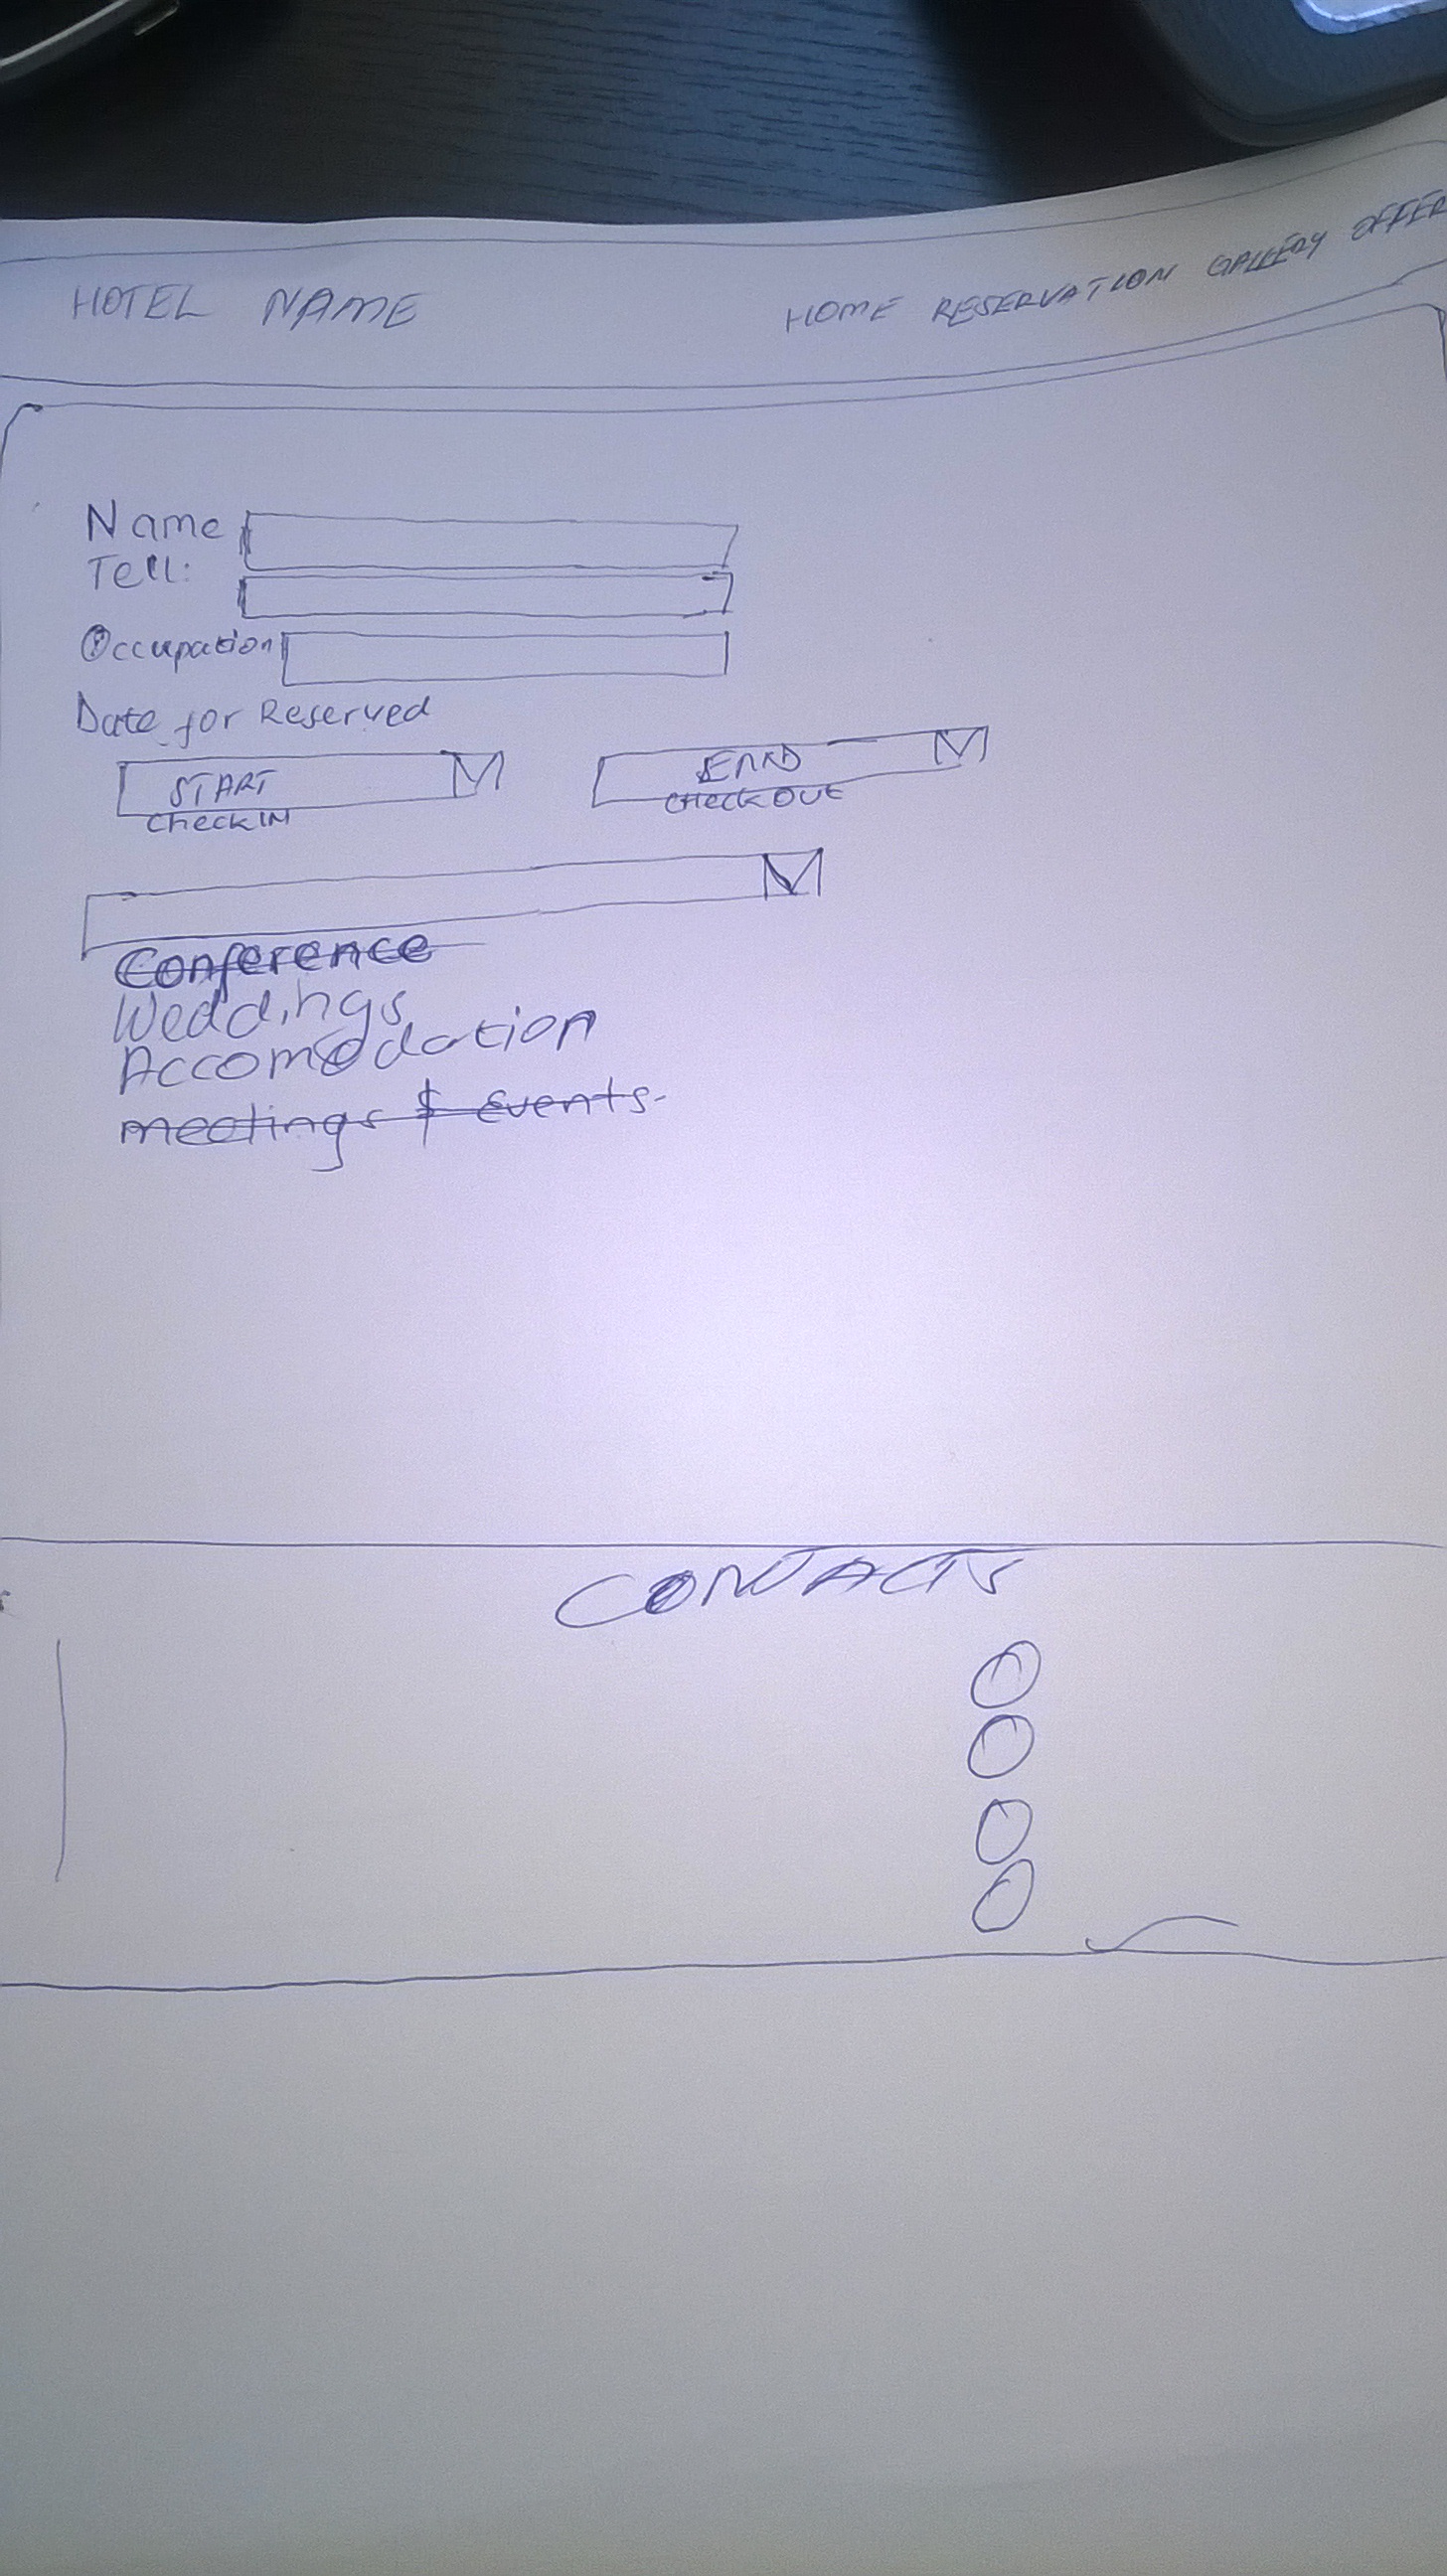 HOTEL NAME HOME RESERVATION GALLERY OFFER
Name
Tell:
Occupation
Date for Reserved
START
Check IN
END
Check OUT
Conference
Weddings
Accomodation
meetings & Events
CONTACTS